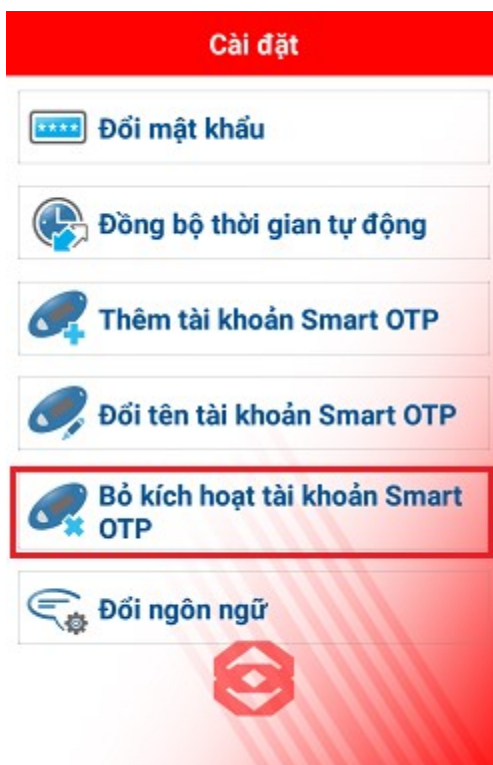 Cài đặt
Đổi mật khẩu
Đồng bộ thời gian tự động
Thêm tài khoản Smart OTP
Đổi tên tài khoản Smart OTP
Bỏ kích hoạt tài khoản Smart
OTP
Đổi ngôn ngữ